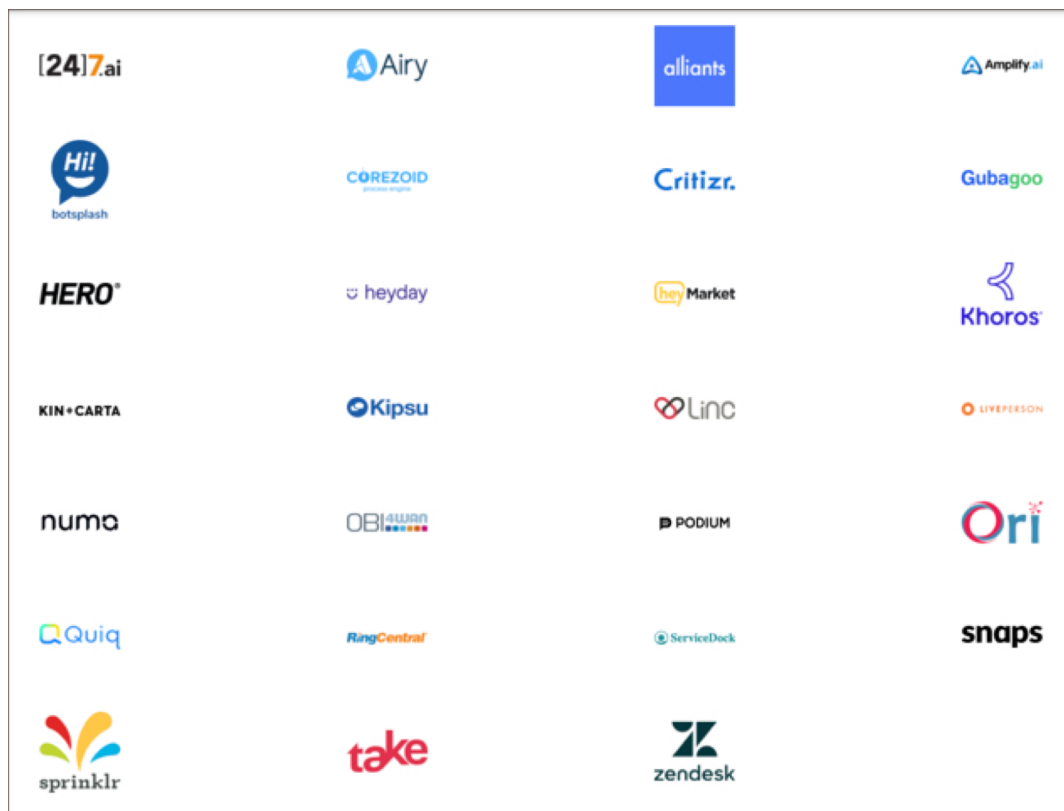 [24]7.ai
Airy
alliants
Amplify.ai
Hi!
botsplash
COREZOID
process engine
Critizr.
Gubagoo
HERO®
heyday
hey Market
Khoros
KIN+CARTA
Kipsu
Linc
LIVEPERSON
numa
OBI4wan
PODIUM
Ori
Quiq
RingCentral
ServiceDock
snaps
sprinklr
take
zendesk